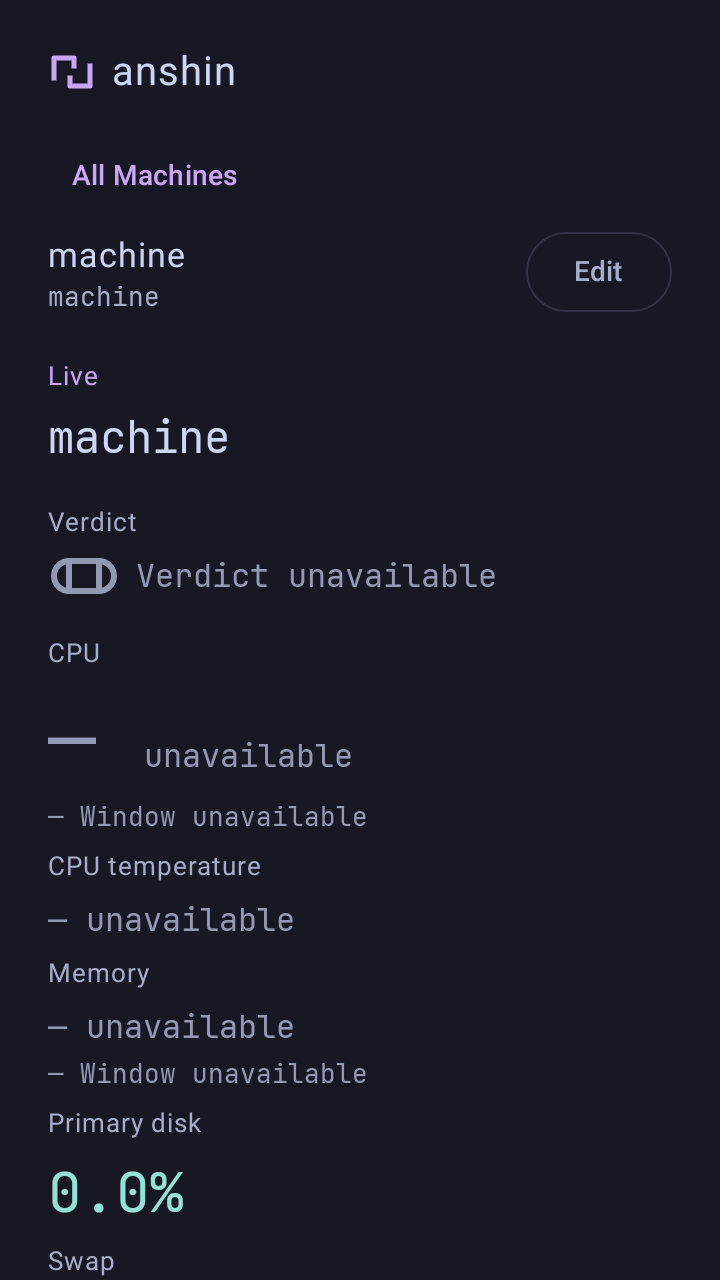 anshin
All Machines
machine
machine
Edit
Live
machine
Verdict
Verdict unavailable
CPU
— unavailable
— Window unavailable
CPU temperature
— unavailable
Memory
— unavailable
— Window unavailable
Primary disk
0.0%
Swap